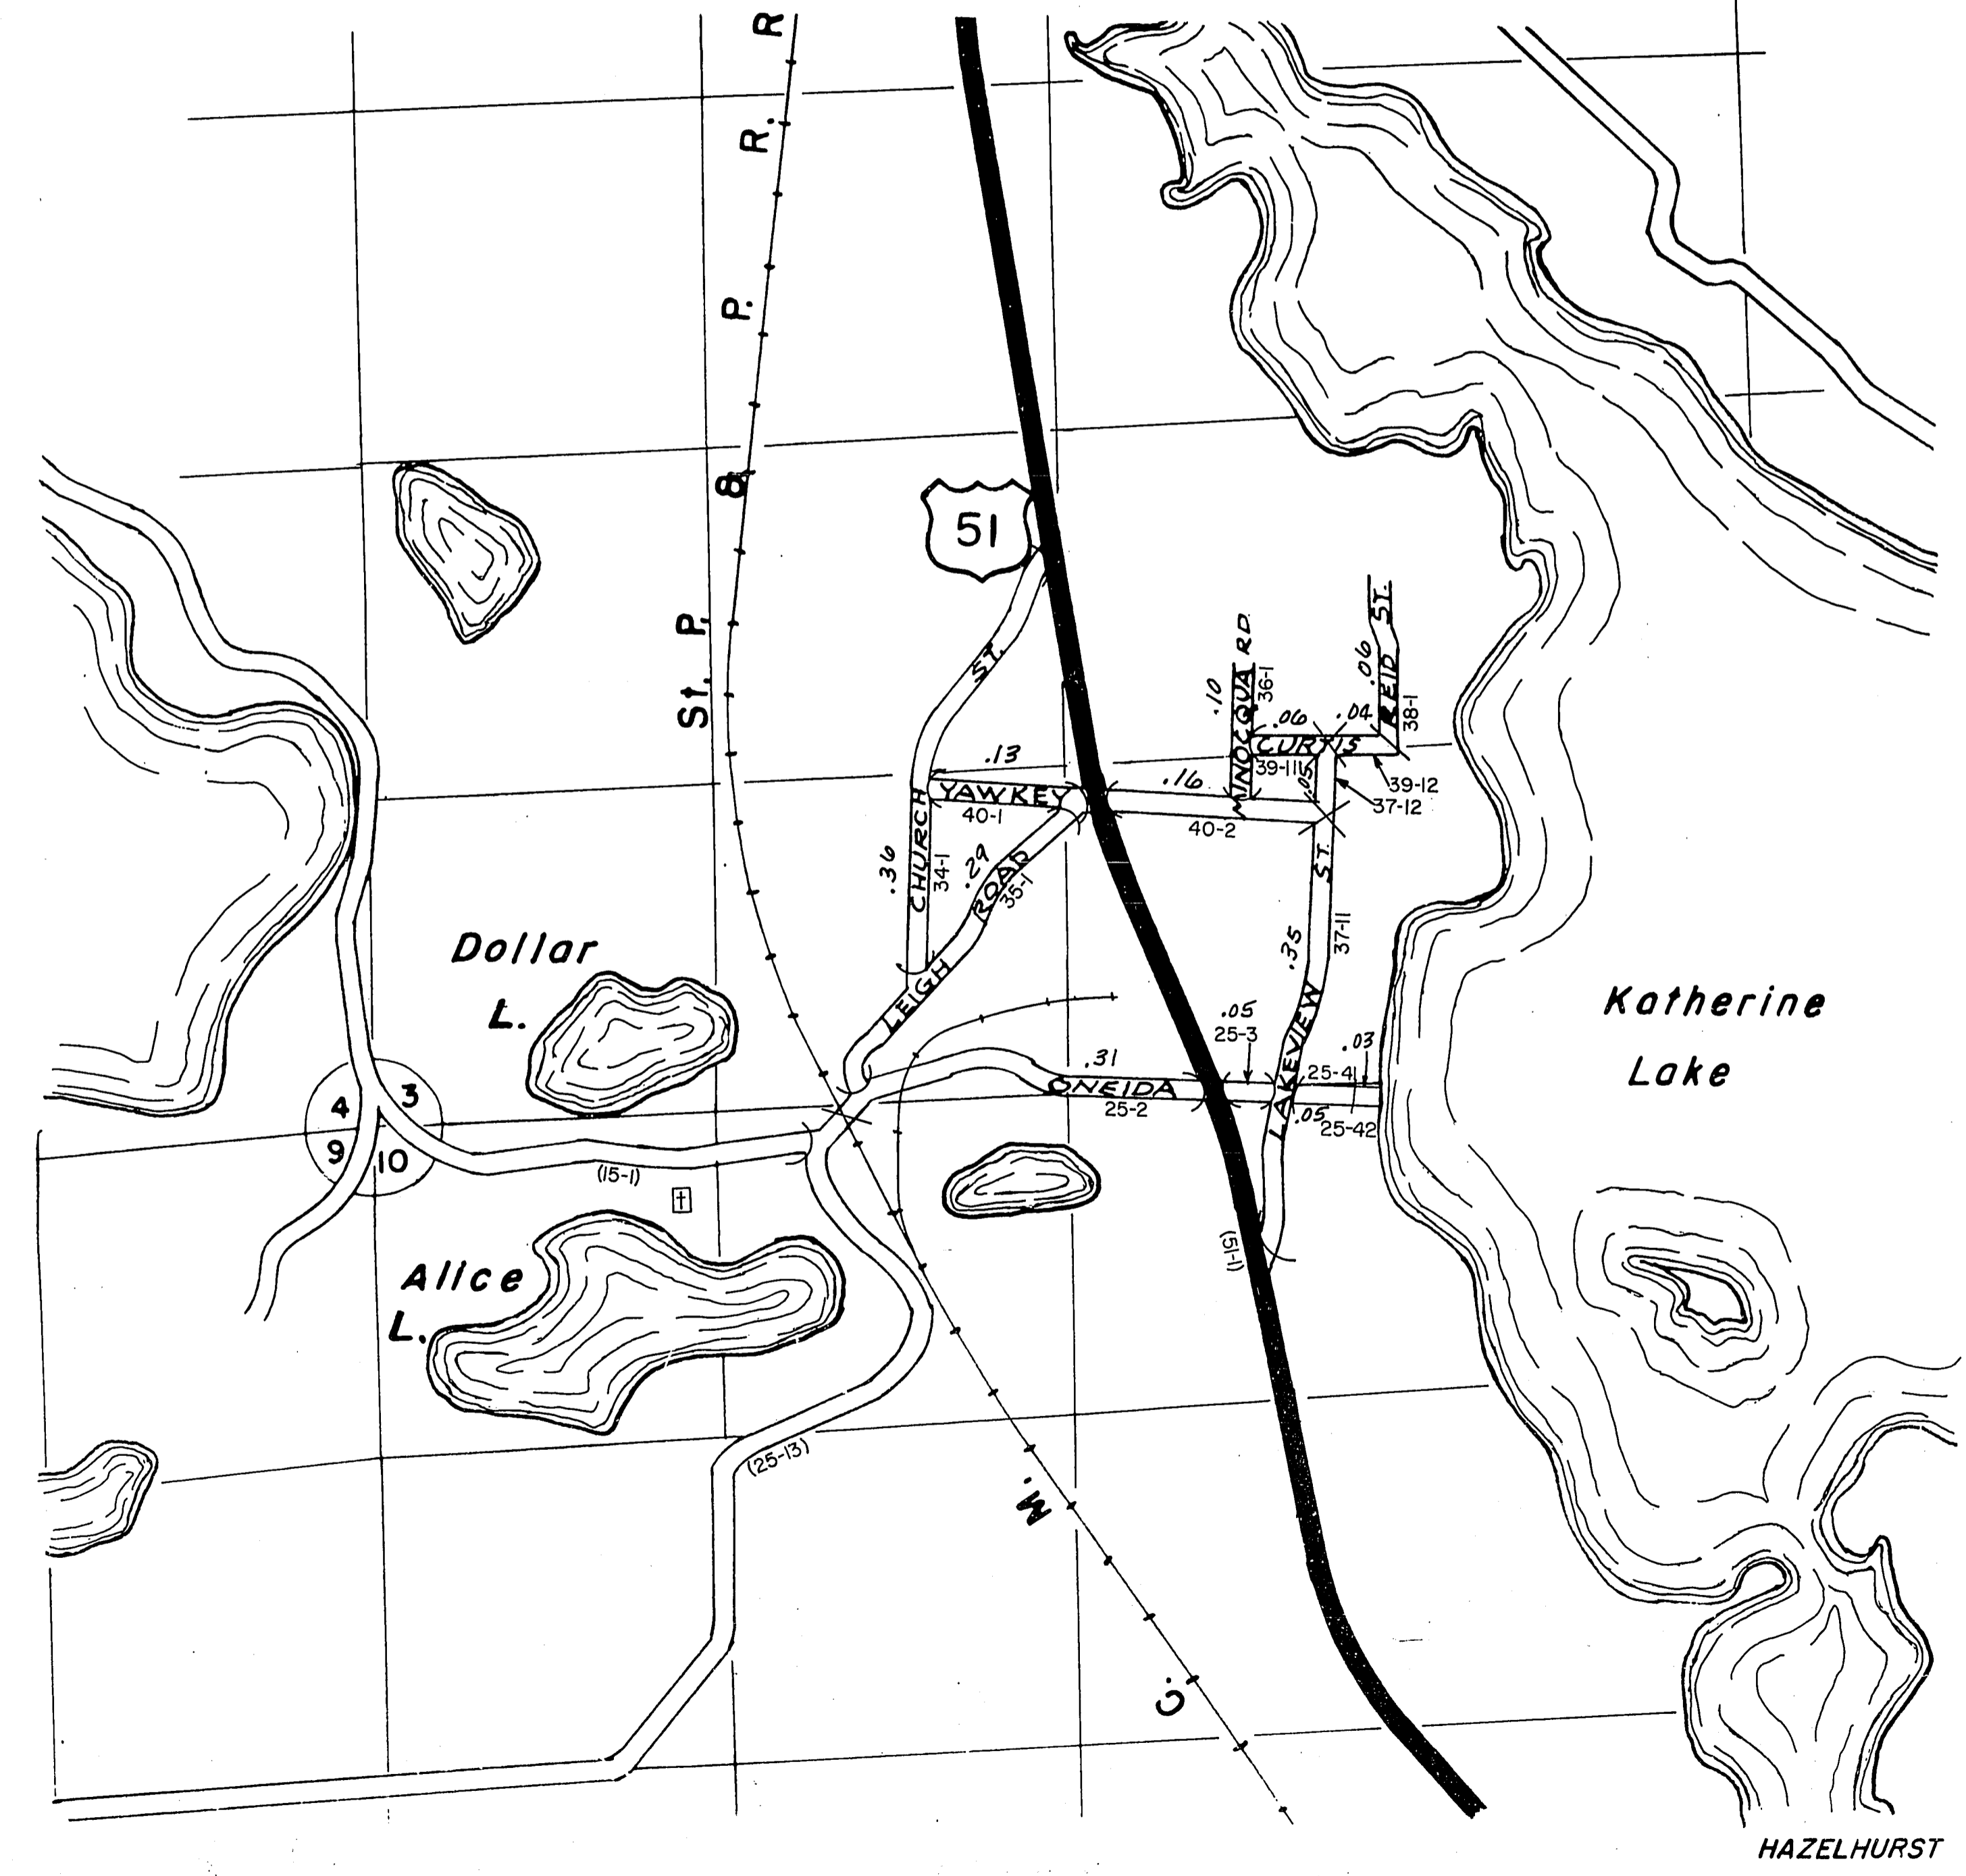 C. M. St. P. & P. R. R
51
ST.
CHURCH
.36
34-1
.13
YAWKEY
40-1
.16
40-2
.10
MINOCQUA RD
36-1
.06
.04
CURTIS
39-11
.05
.06
REID ST.
38-1
39-12
37-12
.29
LEIGH ROAD
35-1
.35
LAKEVIEW ST.
37-11
Dollar
L.
Katherine
Lake
.05
25-3
.31
ONEIDA
25-2
.03
25-41
.05
25-42
4
3
9
10
(15-1)
(51-1)
Alice
L.
(25-13)
HAZELHURST